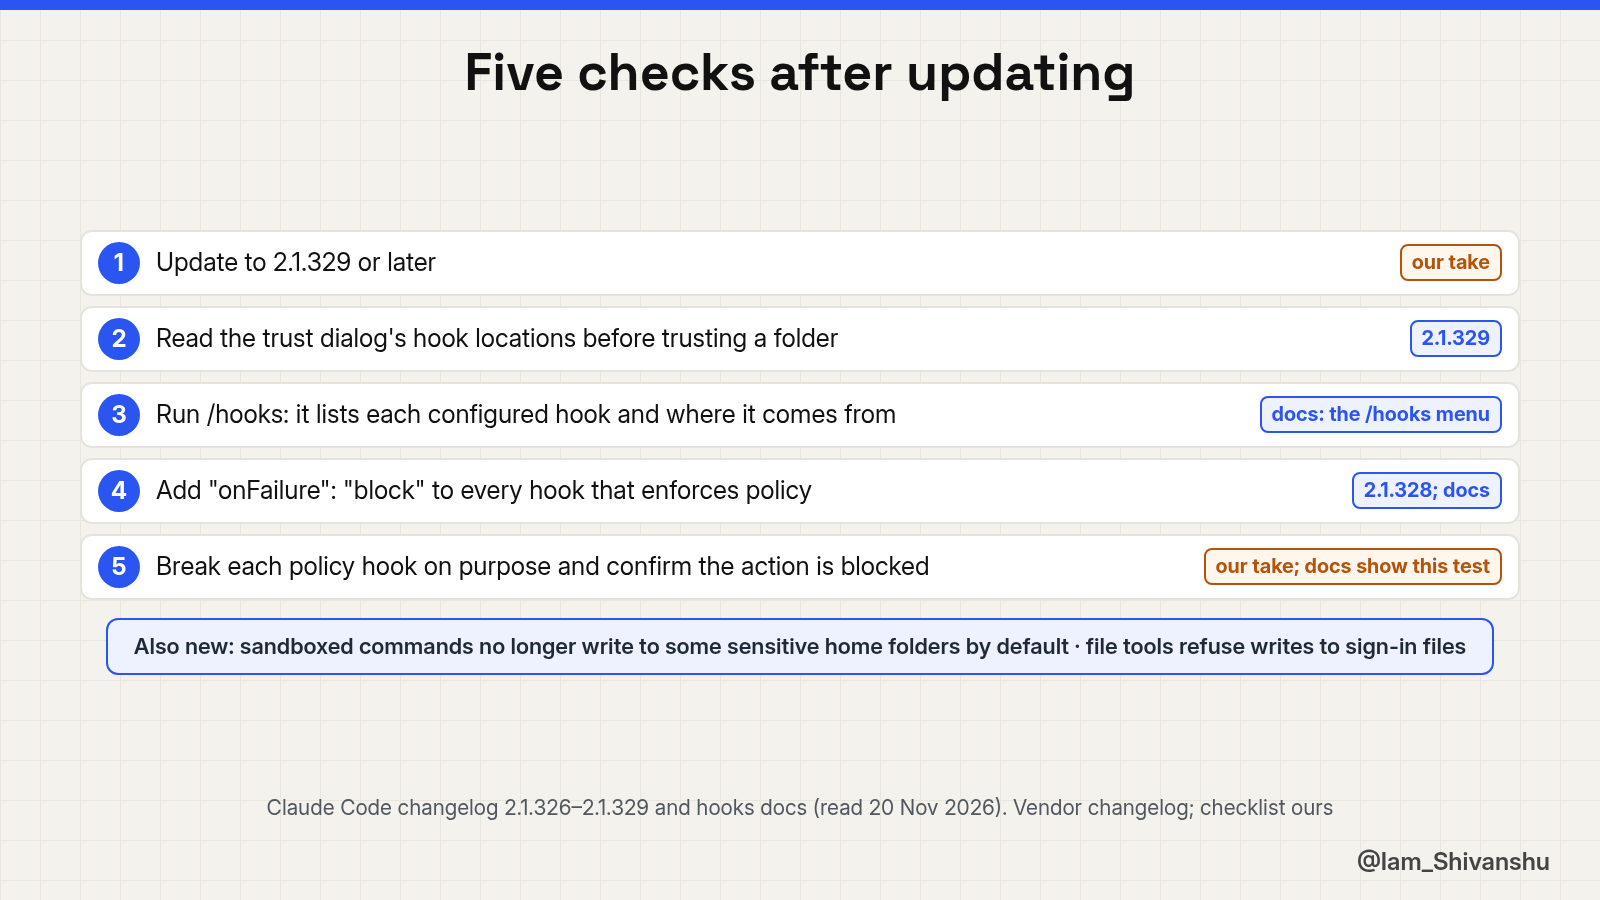 Five checks after updating
1 Update to 2.1.329 or later our take
2 Read the trust dialog's hook locations before trusting a folder 2.1.329
3 Run /hooks: it lists each configured hook and where it comes from docs: the /hooks menu
4 Add "onFailure": "block" to every hook that enforces policy 2.1.328; docs
5 Break each policy hook on purpose and confirm the action is blocked our take; docs show this test
Also new: sandboxed commands no longer write to some sensitive home folders by default · file tools refuse writes to sign-in files
Claude Code changelog 2.1.326–2.1.329 and hooks docs (read 20 Nov 2026). Vendor changelog; checklist ours
@Iam_Shivanshu